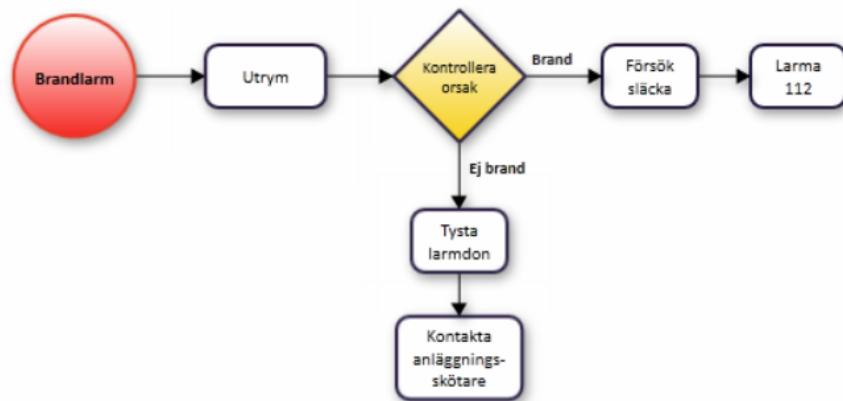 Brandlarm
Utrym
Kontrollera
orsak
Brand
Försök
släcka
Larma
112
Ej brand
Tysta
larmdon
Kontakta
anläggnings-
skötare